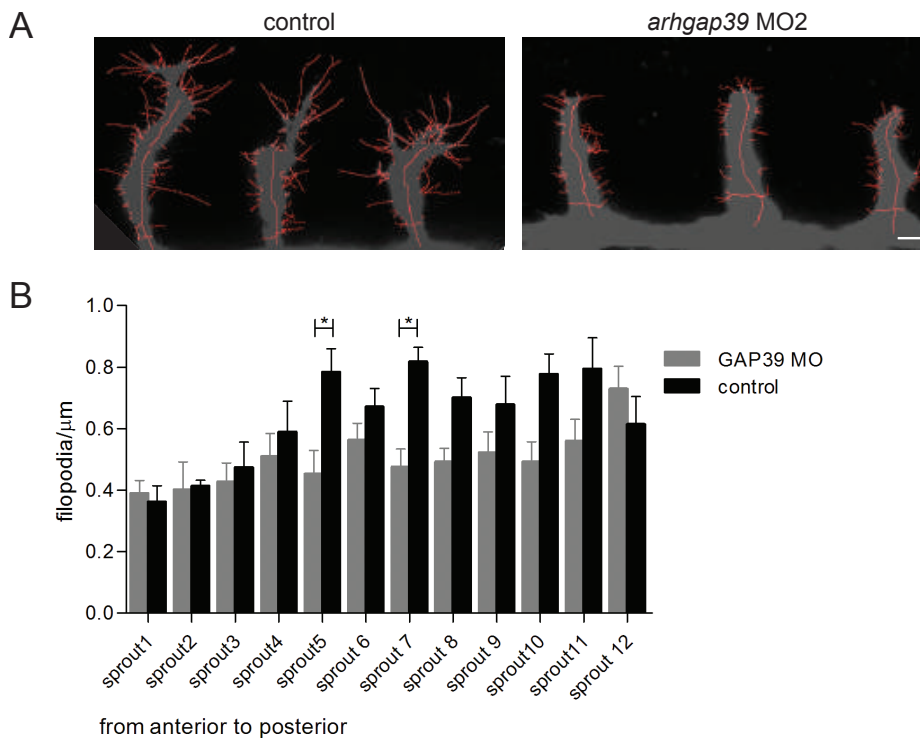 A
control
arhgap39 MO2
B
1.0
0.8
0.6
0.4
0.2
0.0
filopodia/μm
*
*
GAP39 MO
control
sprout1
sprout2
sprout3
sprout4
sprout5
sprout 6
sprout 7
sprout 8
sprout 9
sprout10
sprout11
sprout 12
from anterior to posterior